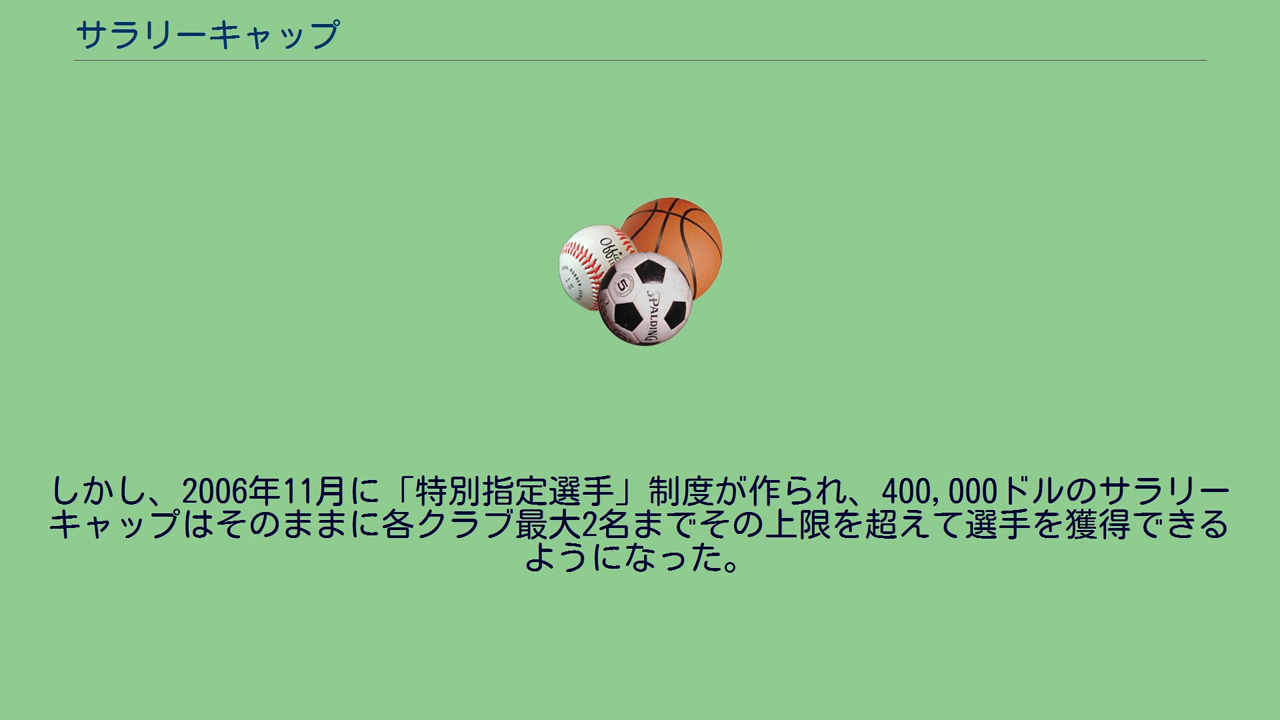 サラリーキャップ
Offic
5
SPALDING
しかし、2006年11月に「特別指定選手」制度が作られ、400,000ドルのサラリー
キャップはそのままに各クラブ最大2名までその上限を超えて選手を獲得できる
ようになった。